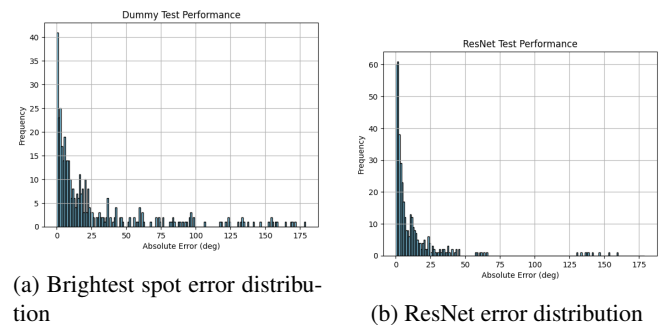 Dummy Test Performance
40
35
30
25
20
15
10
5
0
Frequency
0 25 50 75 100 125 150 175
Absolute Error (deg)
(a) Brightest spot error distribu-
tion
ResNet Test Performance
60
50
40
30
20
10
0
Frequency
0 25 50 75 100 125 150 175
Absolute Error (deg)
(b) ResNet error distribution